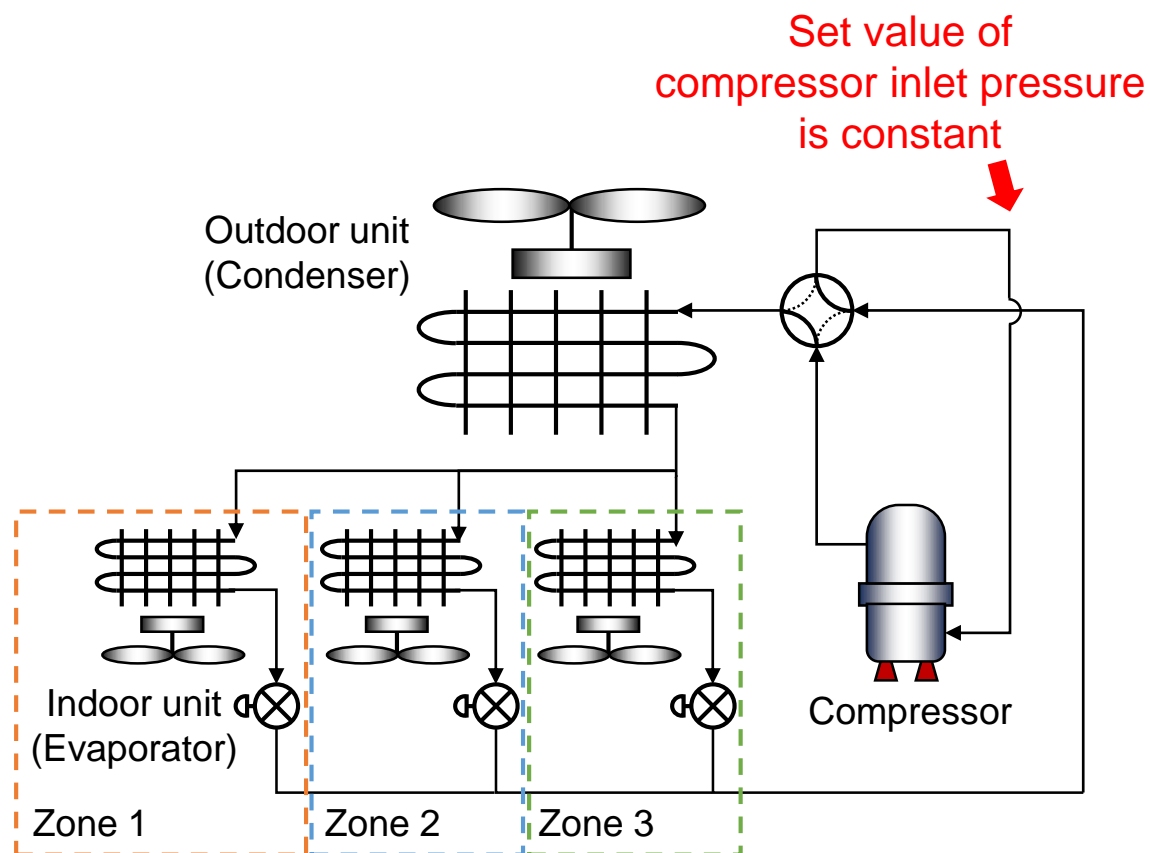 Set value of
compressor inlet pressure
is constant
Outdoor unit
(Condenser)
Indoor unit
(Evaporator)
Compressor
Zone 1
Zone 2
Zone 3